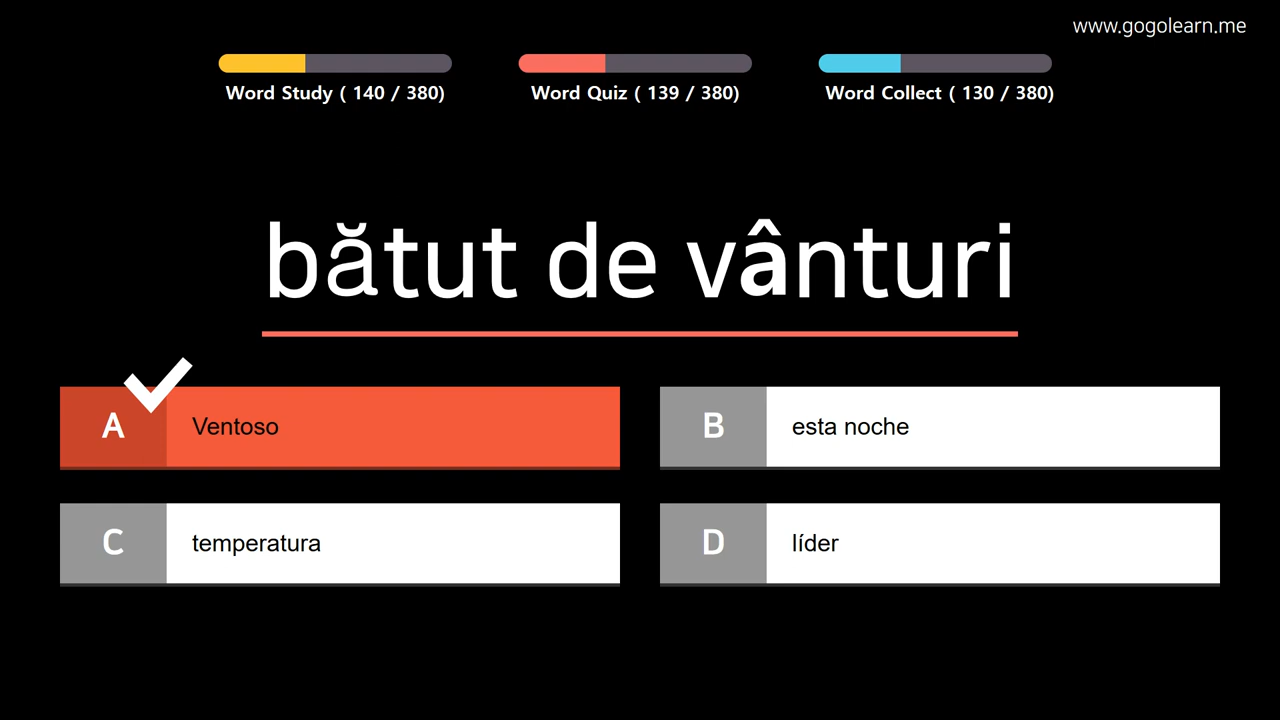 www.gogolearn.me
Word Study ( 140 / 380)
Word Quiz ( 139 / 380)
Word Collect ( 130 / 380)
bătut de vânturi
A Ventoso
B esta noche
C temperatura
D líder